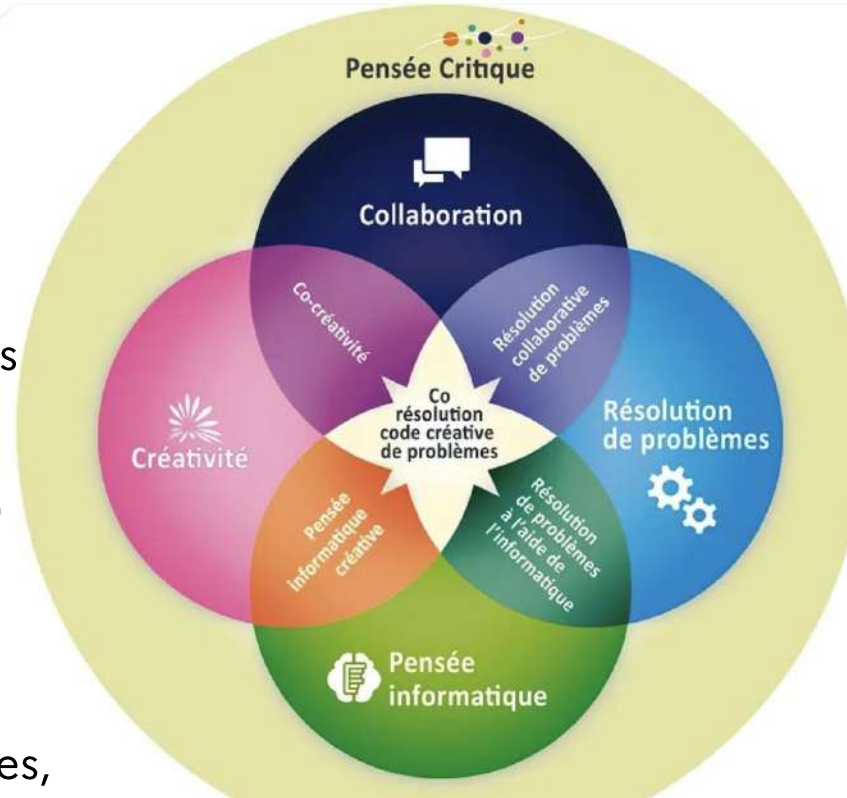 Pensée Critique
Collaboration
Co-créativité
Résolution
collaborative
de problèmes
s
Co
résolution
code créative
de problèmes
Résolution
de problèmes
Créativité
Pensée
informatique
créative
Résolution
de problèmes
à l'aide de
l'informatique
Pensée
informatique
es,